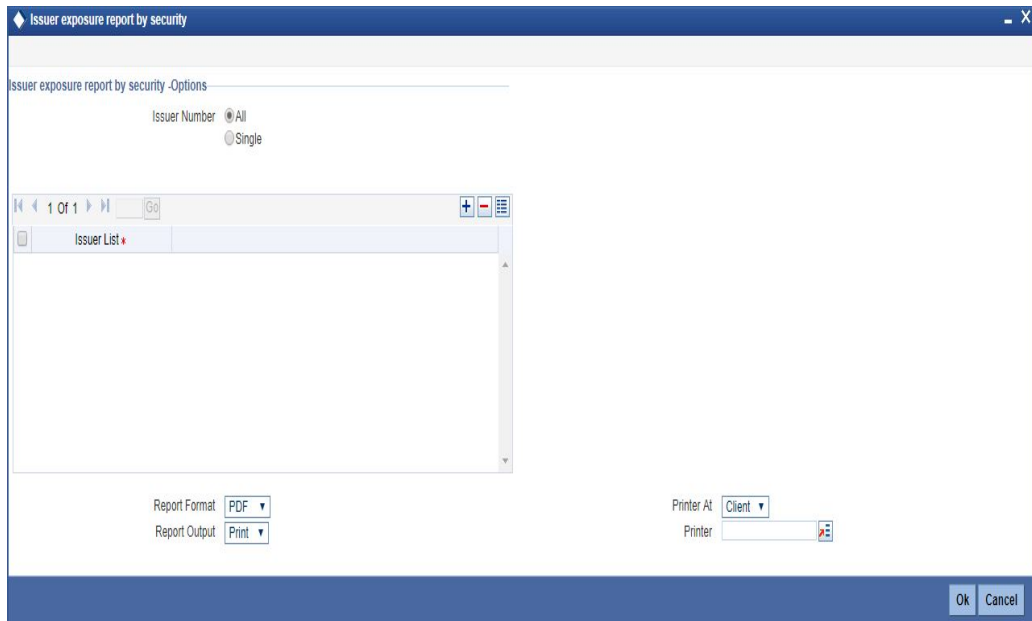 Issuer exposure report by security
Issuer exposure report by security -Options
Issuer Number All
Single
1 Of 1 Go
Issuer List *
Report Format PDF
Report Output Print
Printer At Client
Printer
Ok Cancel